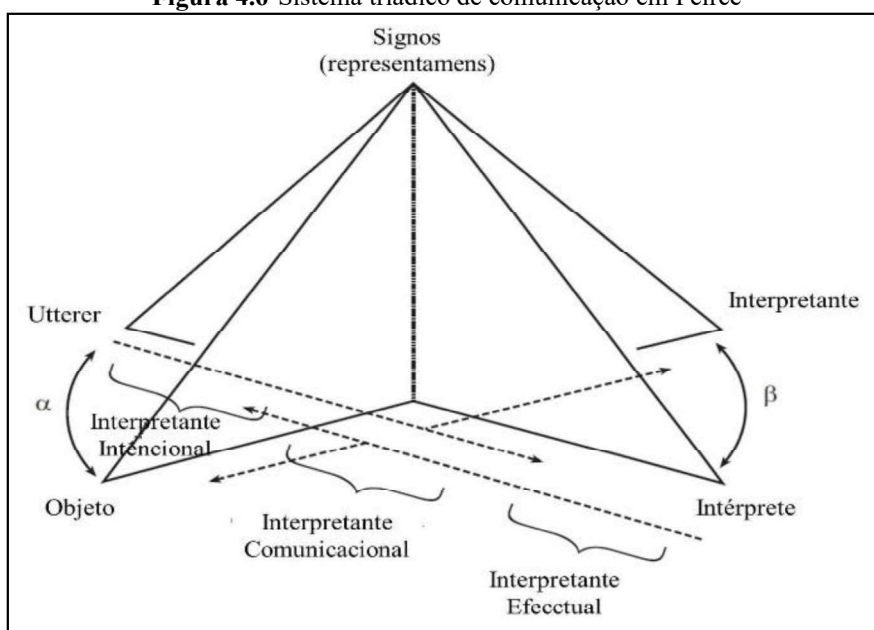 Figura 4.6 Sistema triádico de comunicação em Peirce
Signos
(representamens)
Utterer
Interpretante
α
β
Interpretante
Intencional
Objeto
Intérprete
Interpretante
Comunicacional
Interpretante
Efecctual